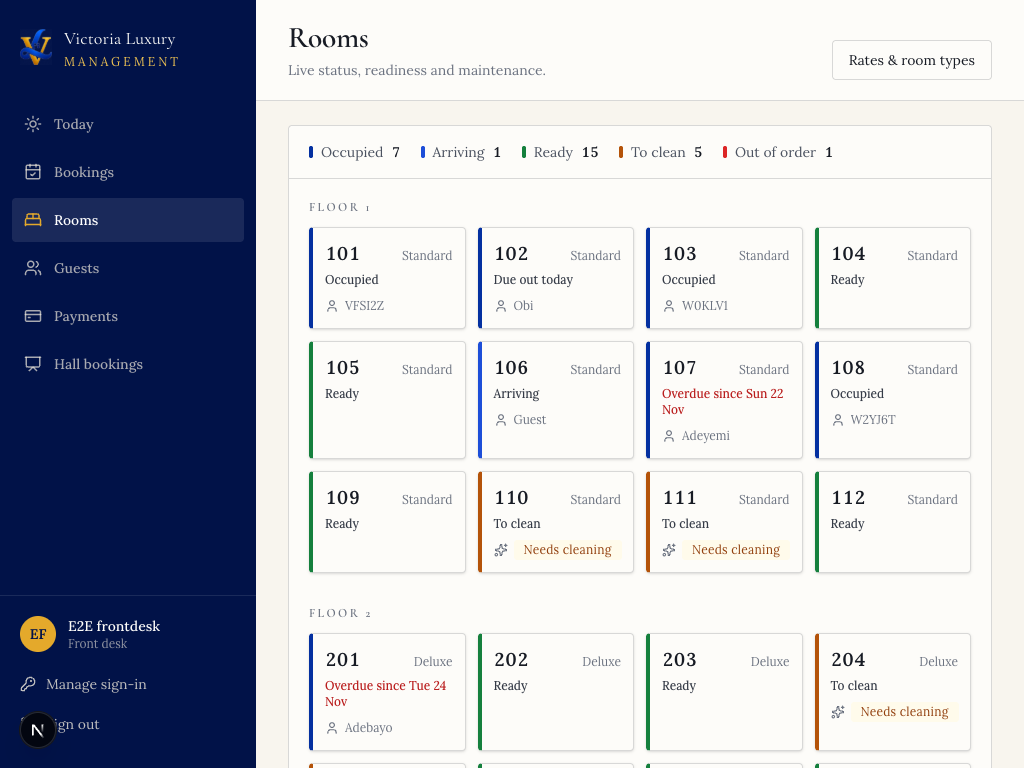 Victoria Luxury
MANAGEMENT
Today
Bookings
Rooms
Guests
Payments
Hall bookings
E2E frontdesk
EF
Front desk
Manage sign-in
N
Rooms
Live status, readiness and maintenance.
Rates & room types
Occupied 7 Arriving 1 Ready 15 To clean 5 Out of order 1
FLOOR 1
101 Standard
Occupied
VFSI2Z
102 Standard
Due out today
Obi
103 Standard
Occupied
W0KLV1
104 Standard
Ready
105 Standard
Ready
106 Standard
Arriving
Guest
107 Standard
Overdue since Sun 22
Nov
Adeyemi
108 Standard
Occupied
W2YJ6T
109 Standard
Ready
110 Standard
To clean
Needs cleaning
111 Standard
To clean
Needs cleaning
112 Standard
Ready
FLOOR 2
201 Deluxe
Overdue since Tue 24
Nov
Adebayo
202 Deluxe
Ready
203 Deluxe
Ready
204 Deluxe
To clean
Needs cleaning